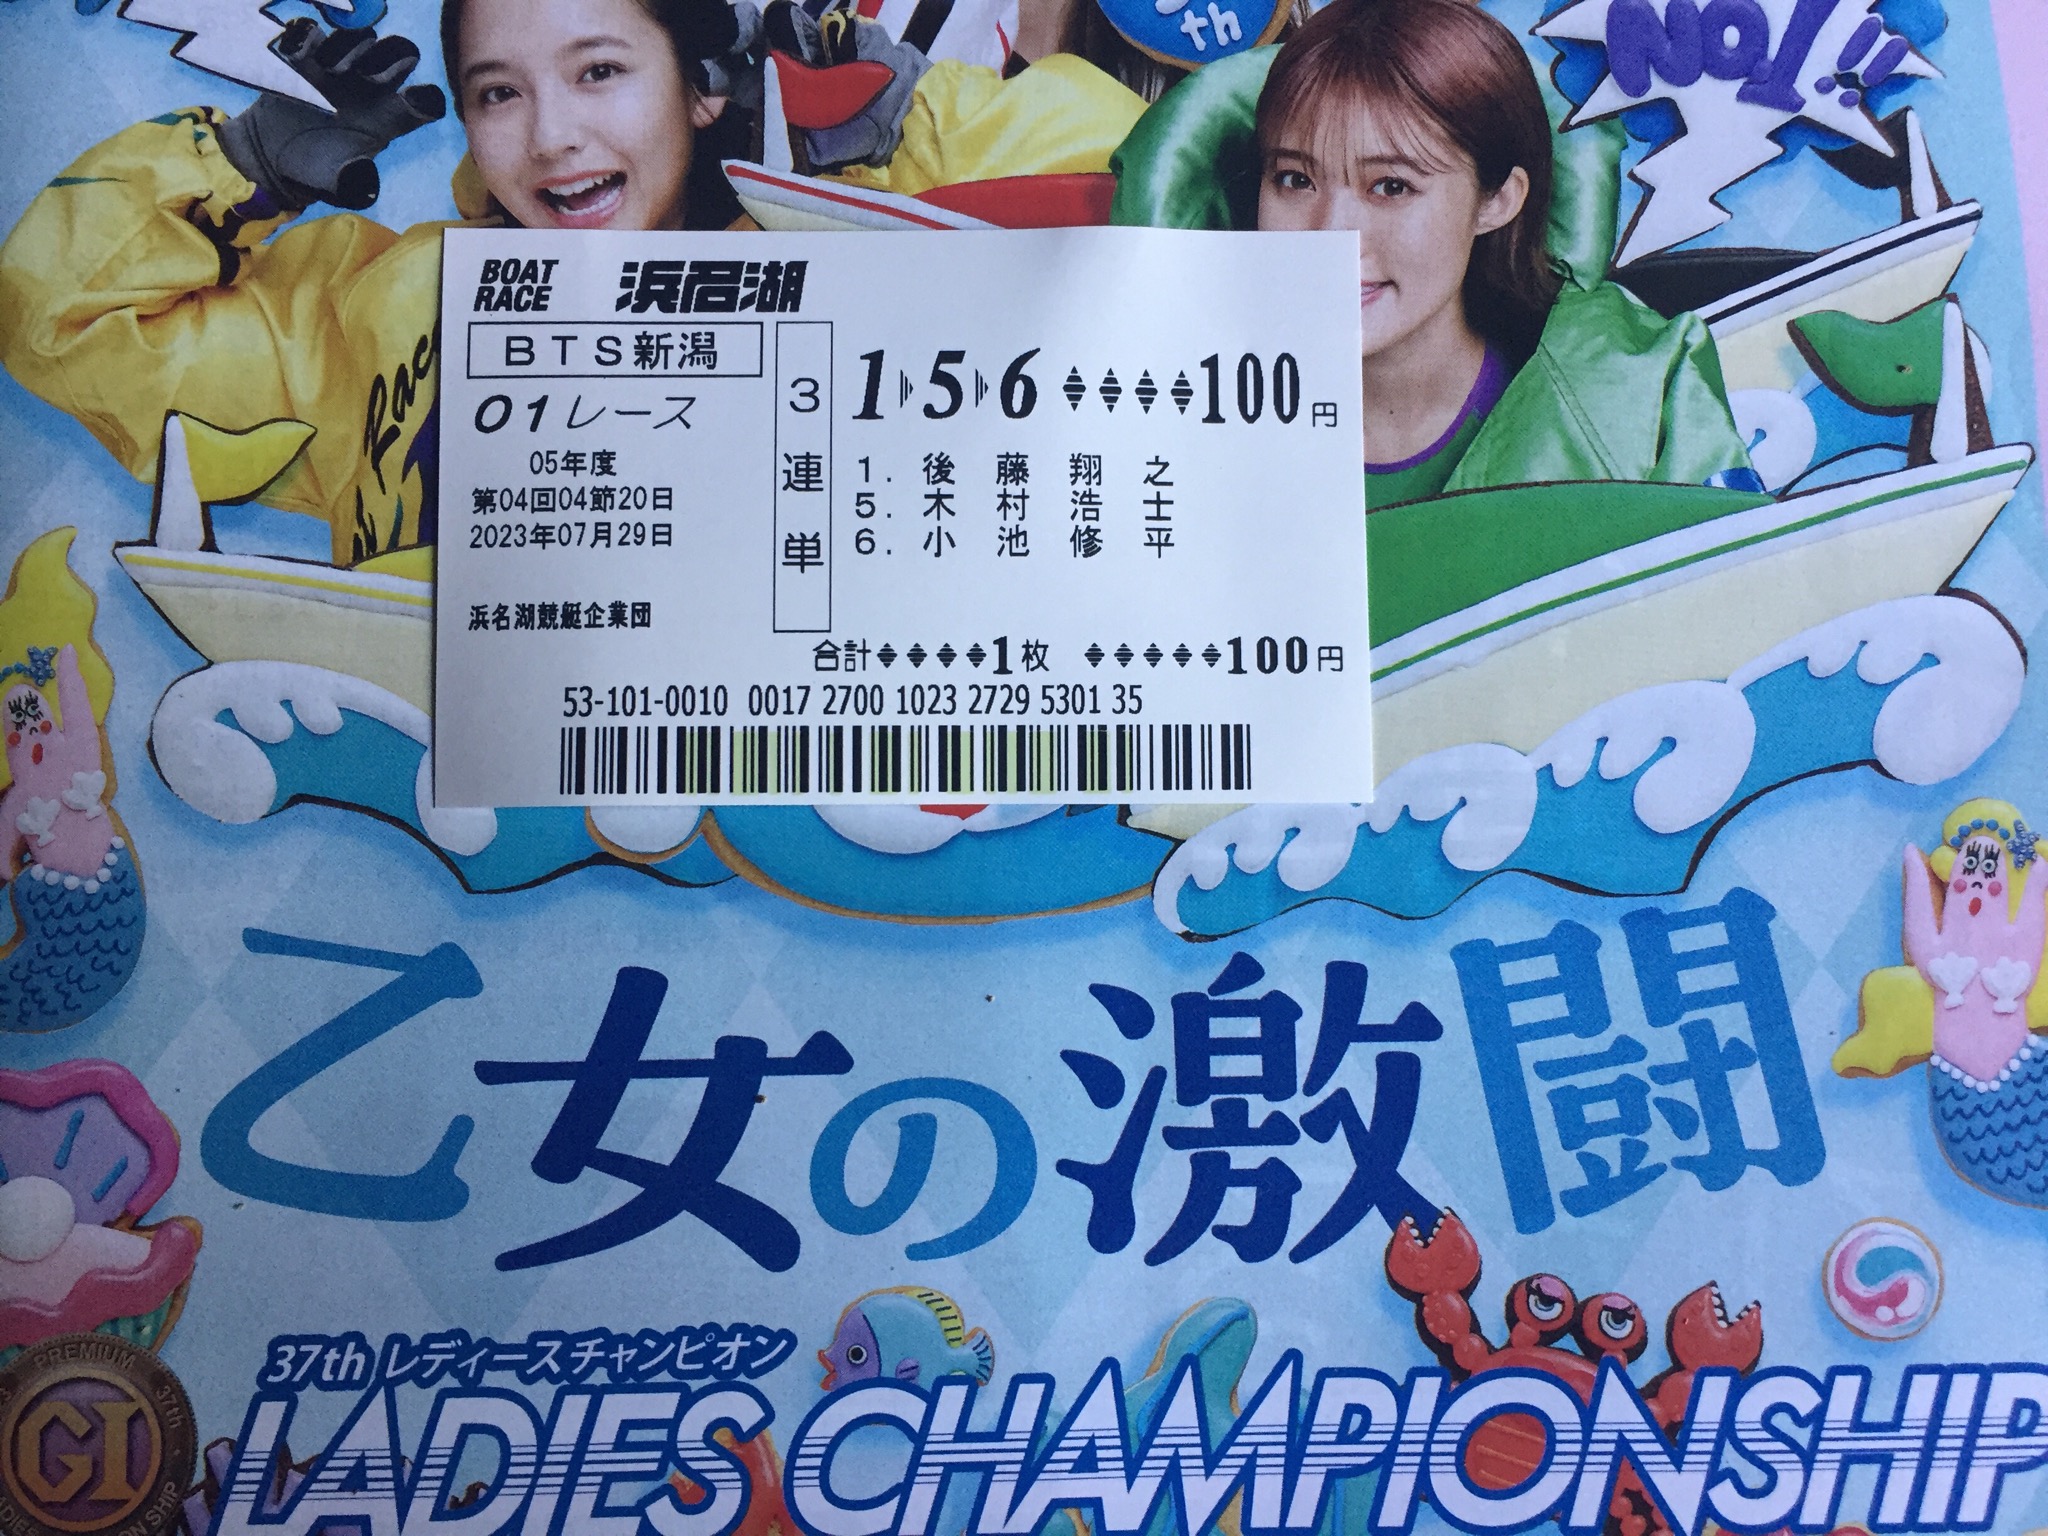 th
No.1!!
Race
BOAT RACE 浜名湖
BTS新潟
01レース
05年度
第04回04節20日
2023年07月29日
浜名湖競艇企業団
3連単
1 5 6 100円
1. 後藤翔之
5. 木村浩士
6. 小池修平
合計 1枚 100円
53-101-0010 0017 2700 1023 2729 5301 35
乙女の激闘
37th レディースチャンピオン
LADIES CHAMPIONSHIP
PREMIUM
37th
GI